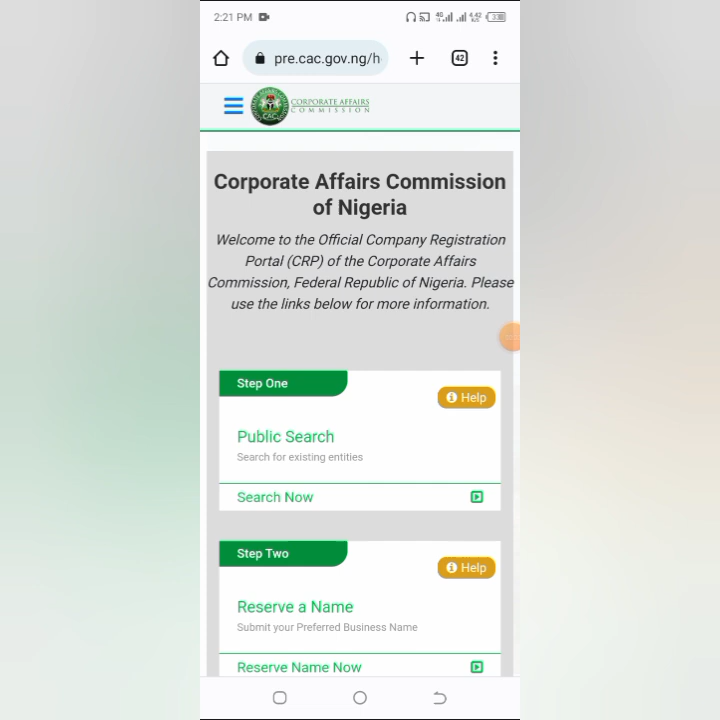 2:21 PM
pre.cac.gov.ng/h
42
CORPORATE AFFAIRS
COMMISSION
CAC
Corporate Affairs Commission
of Nigeria
Welcome to the Official Company Registration
Portal (CRP) of the Corporate Affairs
Commission, Federal Republic of Nigeria. Please
use the links below for more information.
Step One
Help
Public Search
Search for existing entities
Search Now
Step Two
Help
Reserve a Name
Submit your Preferred Business Name
Reserve Name Now